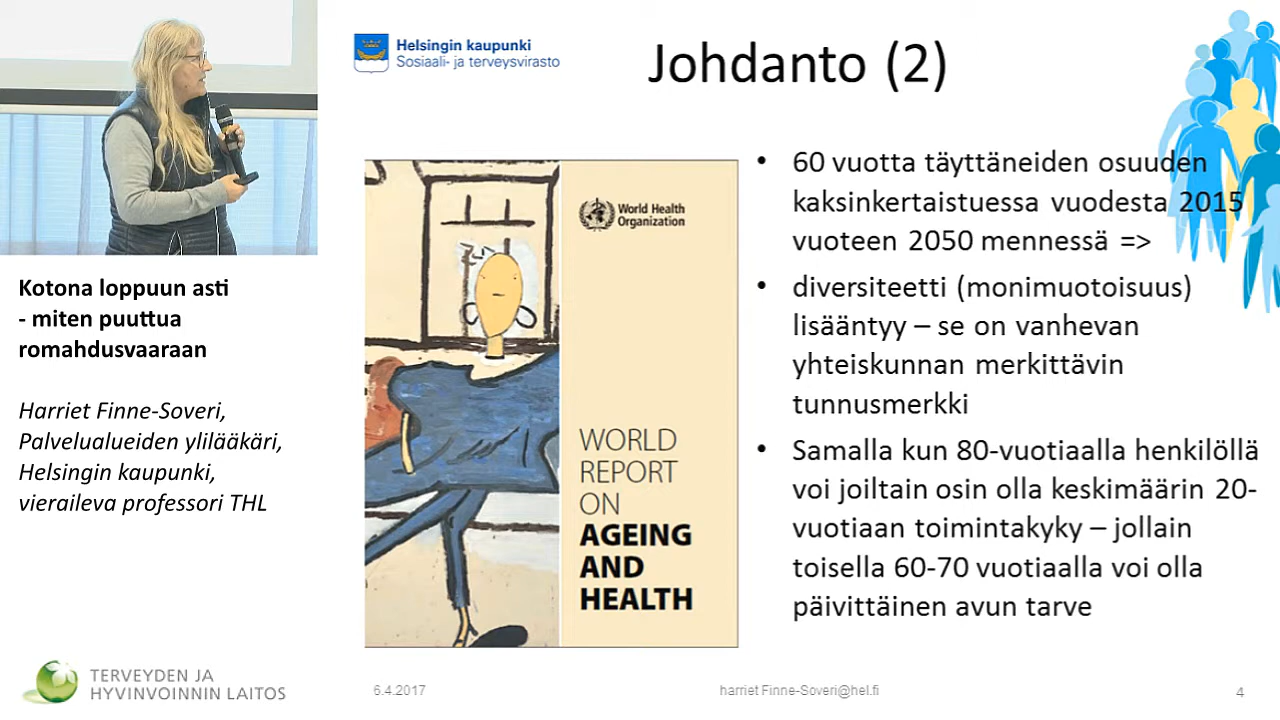 Helsingin kaupunki
Sosiaali- ja terveysvirasto
Johdanto (2)
Kotona loppuun asti
- miten puuttua
romahdusvaaraan
Harriet Finne-Soveri,
Palvelualueiden ylilääkäri,
Helsingin kaupunki,
vieraileva professori THL
TERVEYDEN JA
HYVINVOINNIN LAITOS
World Health
Organization
WORLD
REPORT
ON
AGEING
AND
HEALTH
• 60 vuotta täyttäneiden osuuden
kaksinkertaistuessa vuodesta 2015
vuoteen 2050 mennessä =>
• diversiteetti (monimuotoisuus)
lisääntyy – se on vanhevan
yhteiskunnan merkittävin
tunnusmerkki
• Samalla kun 80-vuotiaalla henkilöllä
voi joiltain osin olla keskimäärin 20-
vuotiaan toimintakyky – jollain
toisella 60-70 vuotiaalla voi olla
päivittäinen avun tarve
6.4.2017
harriet Finne-Soveri@hel.fi
4